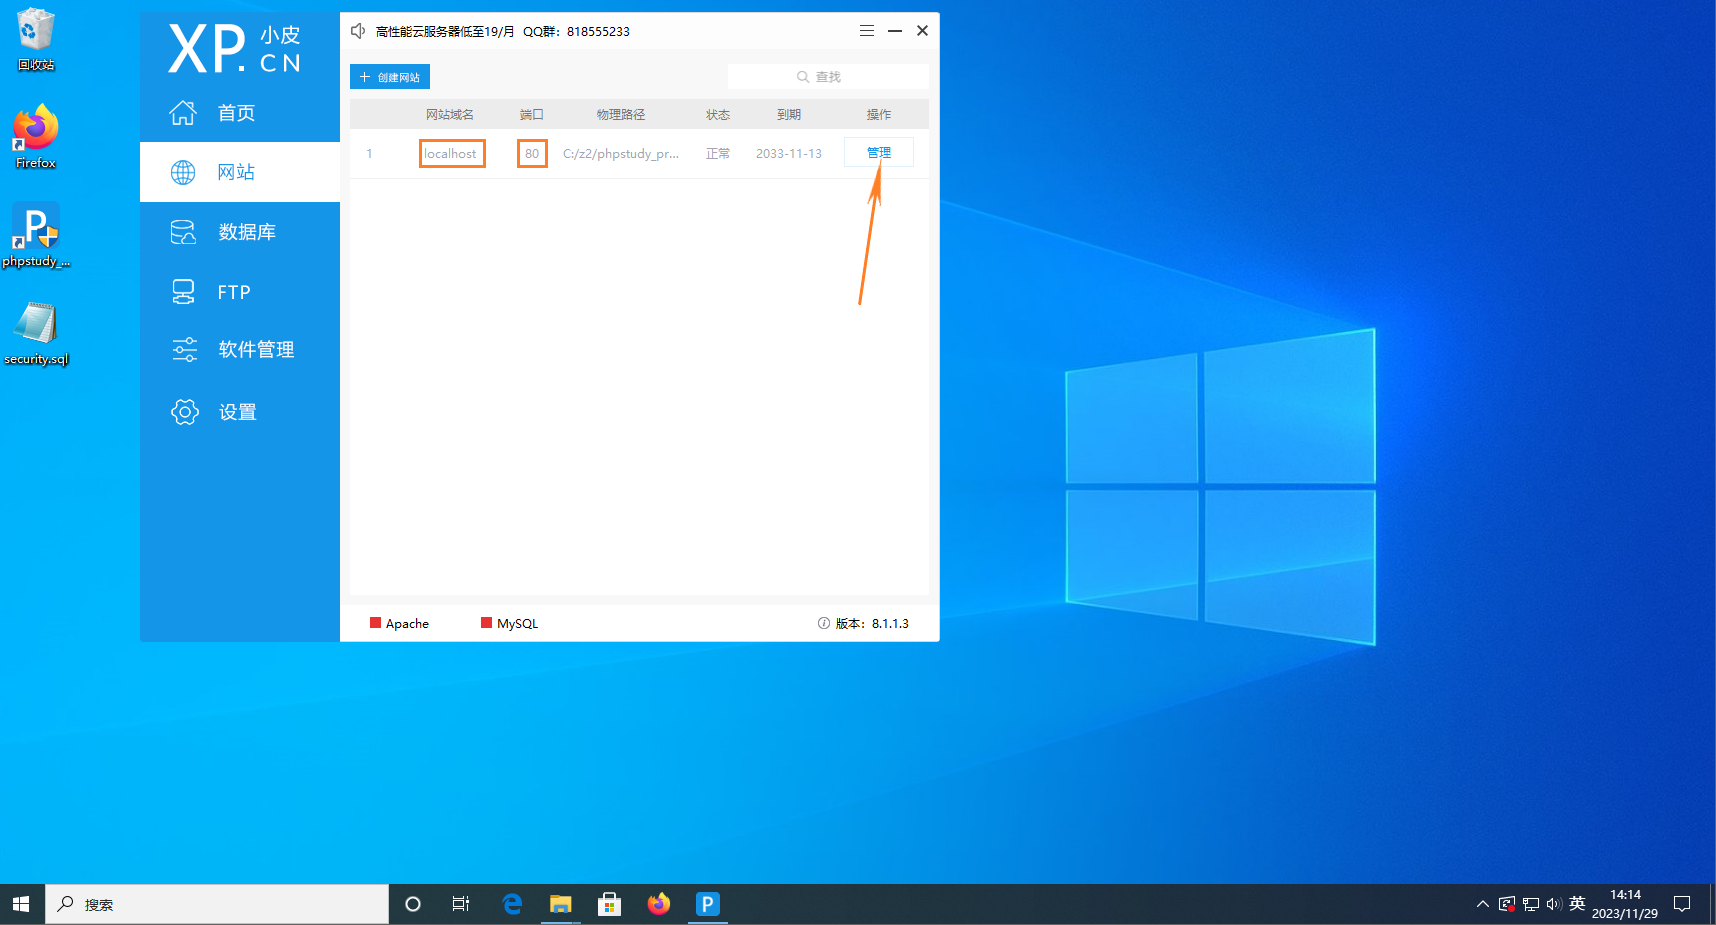 回收站
Firefox
phpstudy_...
security.sql
XP.小皮CN
首页
网站
数据库
FTP
软件管理
设置
高性能云服务器低至19/月 QQ群：818555233
创建网站
查找
网站域名 端口 物理路径 状态 到期 操作
1 localhost 80 C:/z2/phpstudy_pr... 正常 2033-11-13 管理
Apache MySQL 版本：8.1.1.3
搜索
英
14:14
2023/11/29